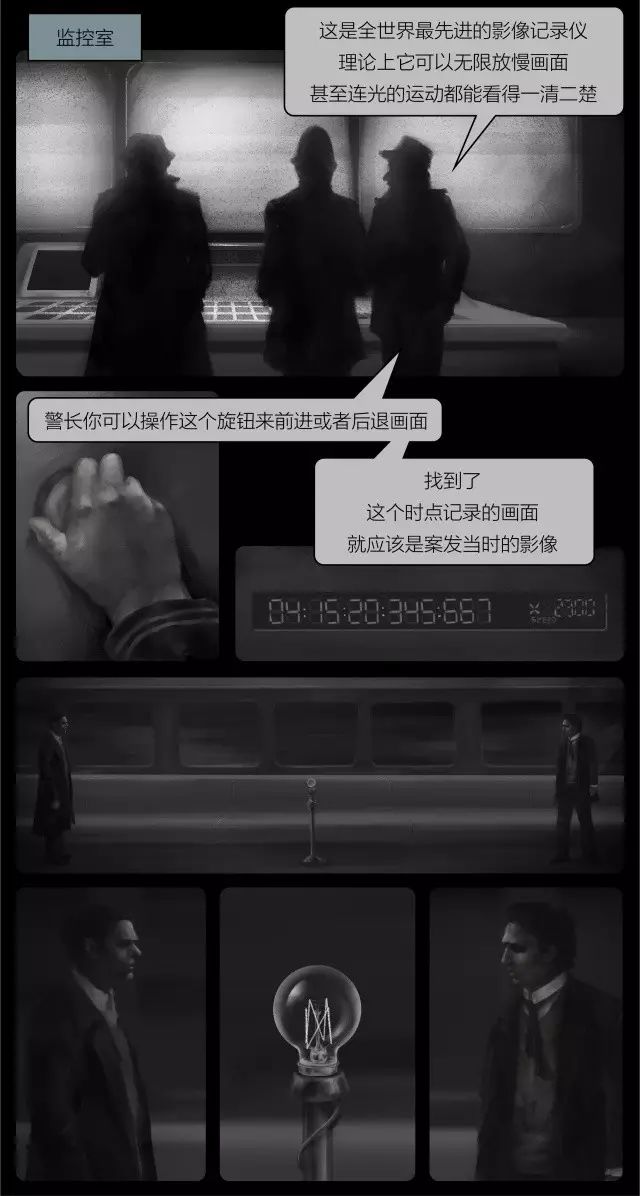 监控室
这是全世界最先进的影像记录仪
理论上它可以无限放慢画面
甚至连光的运动都能看得一清二楚
警长你可以操作这个旋钮来前进或者后退画面
找到了
这个时点记录的画面
就应该是案发当时的影像
04:15:20:345:667
X 2900
SPEED